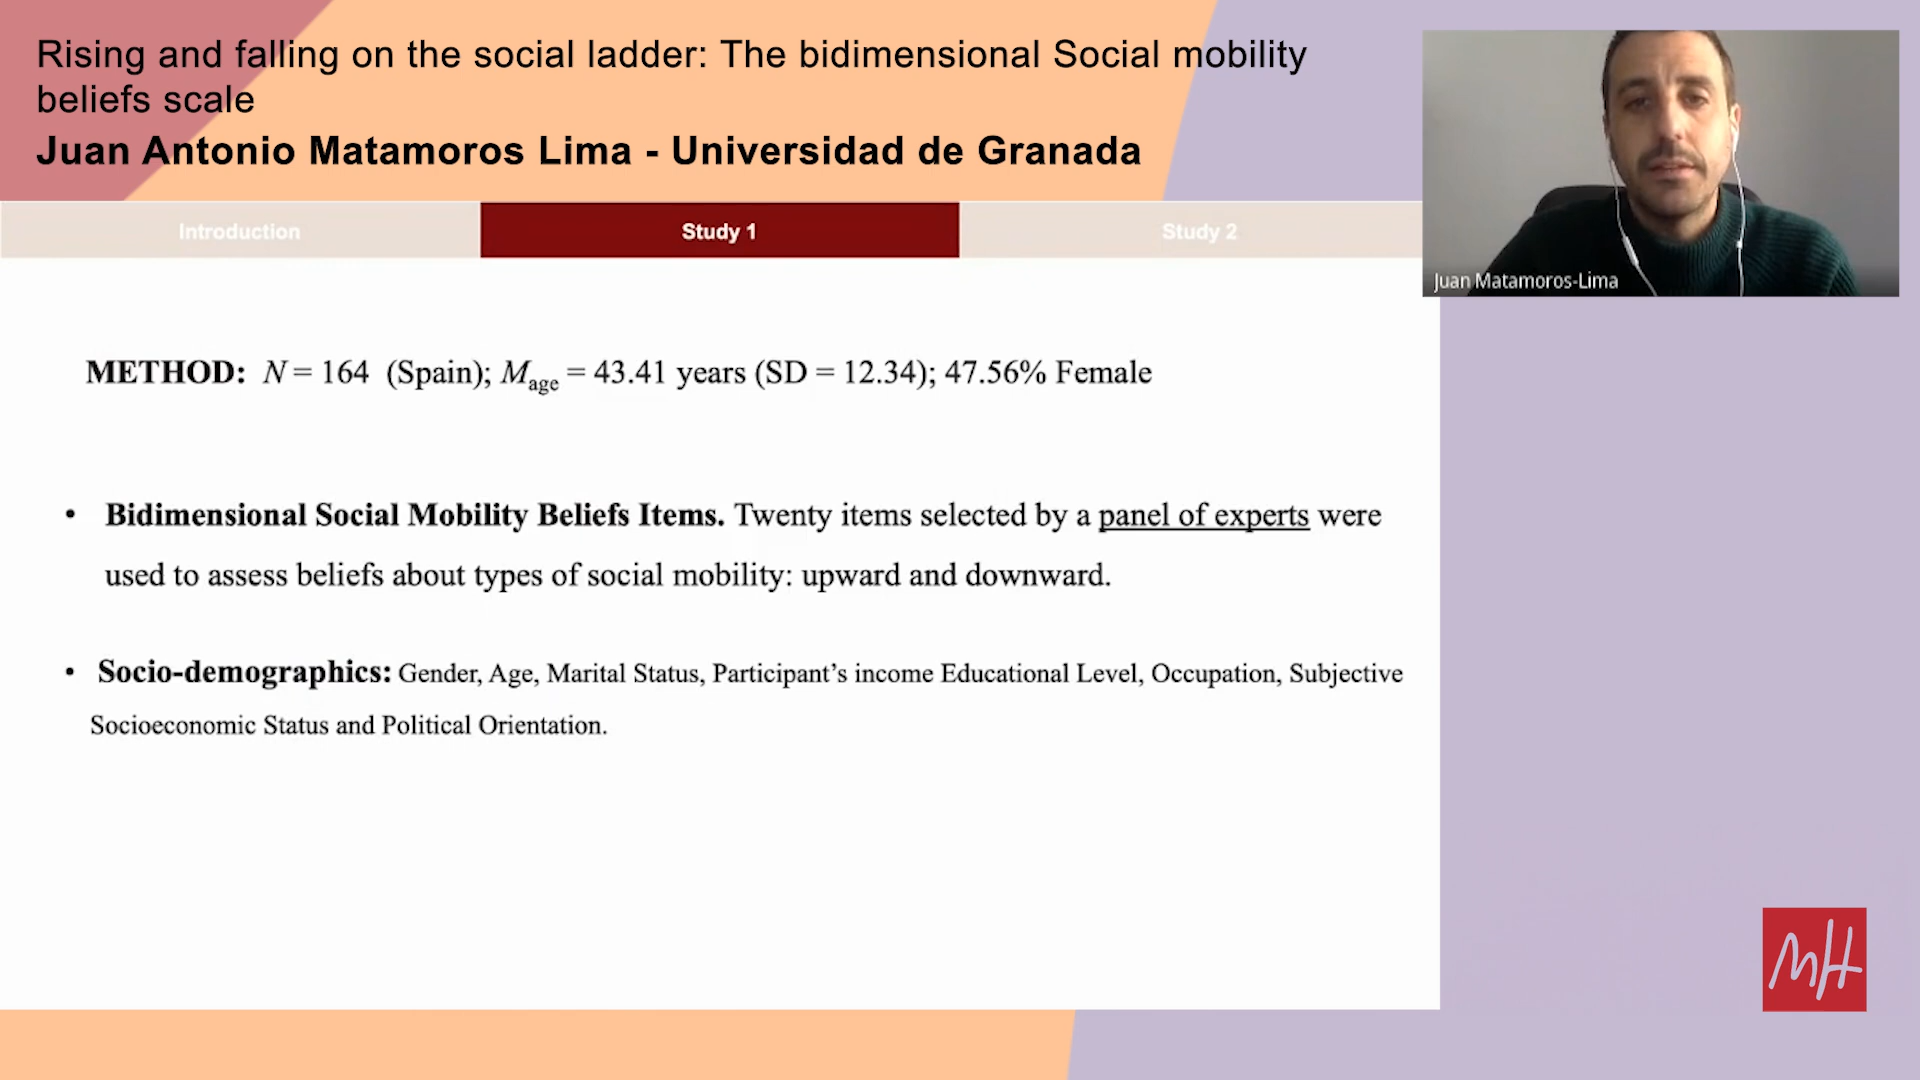 Rising and falling on the social ladder: The bidimensional Social mobility
beliefs scale
Juan Antonio Matamoros Lima - Universidad de Granada
Introduction
Study 1
Study 2
Juan Matamoros-Lima
METHOD: N = 164 (Spain); Mage = 43.41 years (SD = 12.34); 47.56% Female
• Bidimensional Social Mobility Beliefs Items. Twenty items selected by a panel of experts were
used to assess beliefs about types of social mobility: upward and downward.
• Socio-demographics: Gender, Age, Marital Status, Participant’s income Educational Level, Occupation, Subjective
Socioeconomic Status and Political Orientation.
MH